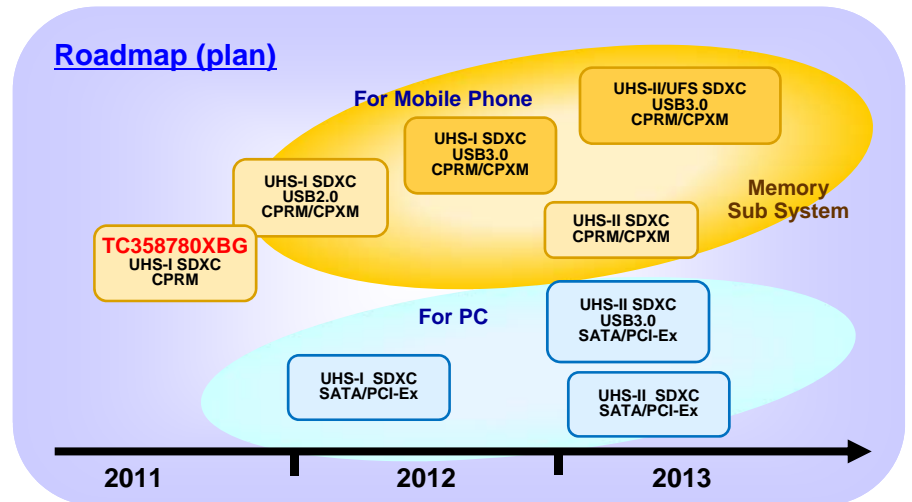 Roadmap (plan)
For Mobile Phone
UHS-II/UFS SDXC
USB3.0
CPRM/CPXM
UHS-I SDXC
USB3.0
CPRM/CPXM
UHS-I SDXC
USB2.0
CPRM/CPXM
Memory
Sub System
UHS-II SDXC
CPRM/CPXM
TC358780XBG
UHS-I SDXC
CPRM
For PC
UHS-II SDXC
USB3.0
SATA/PCI-Ex
UHS-I SDXC
SATA/PCI-Ex
UHS-II SDXC
SATA/PCI-Ex
2011
2012
2013